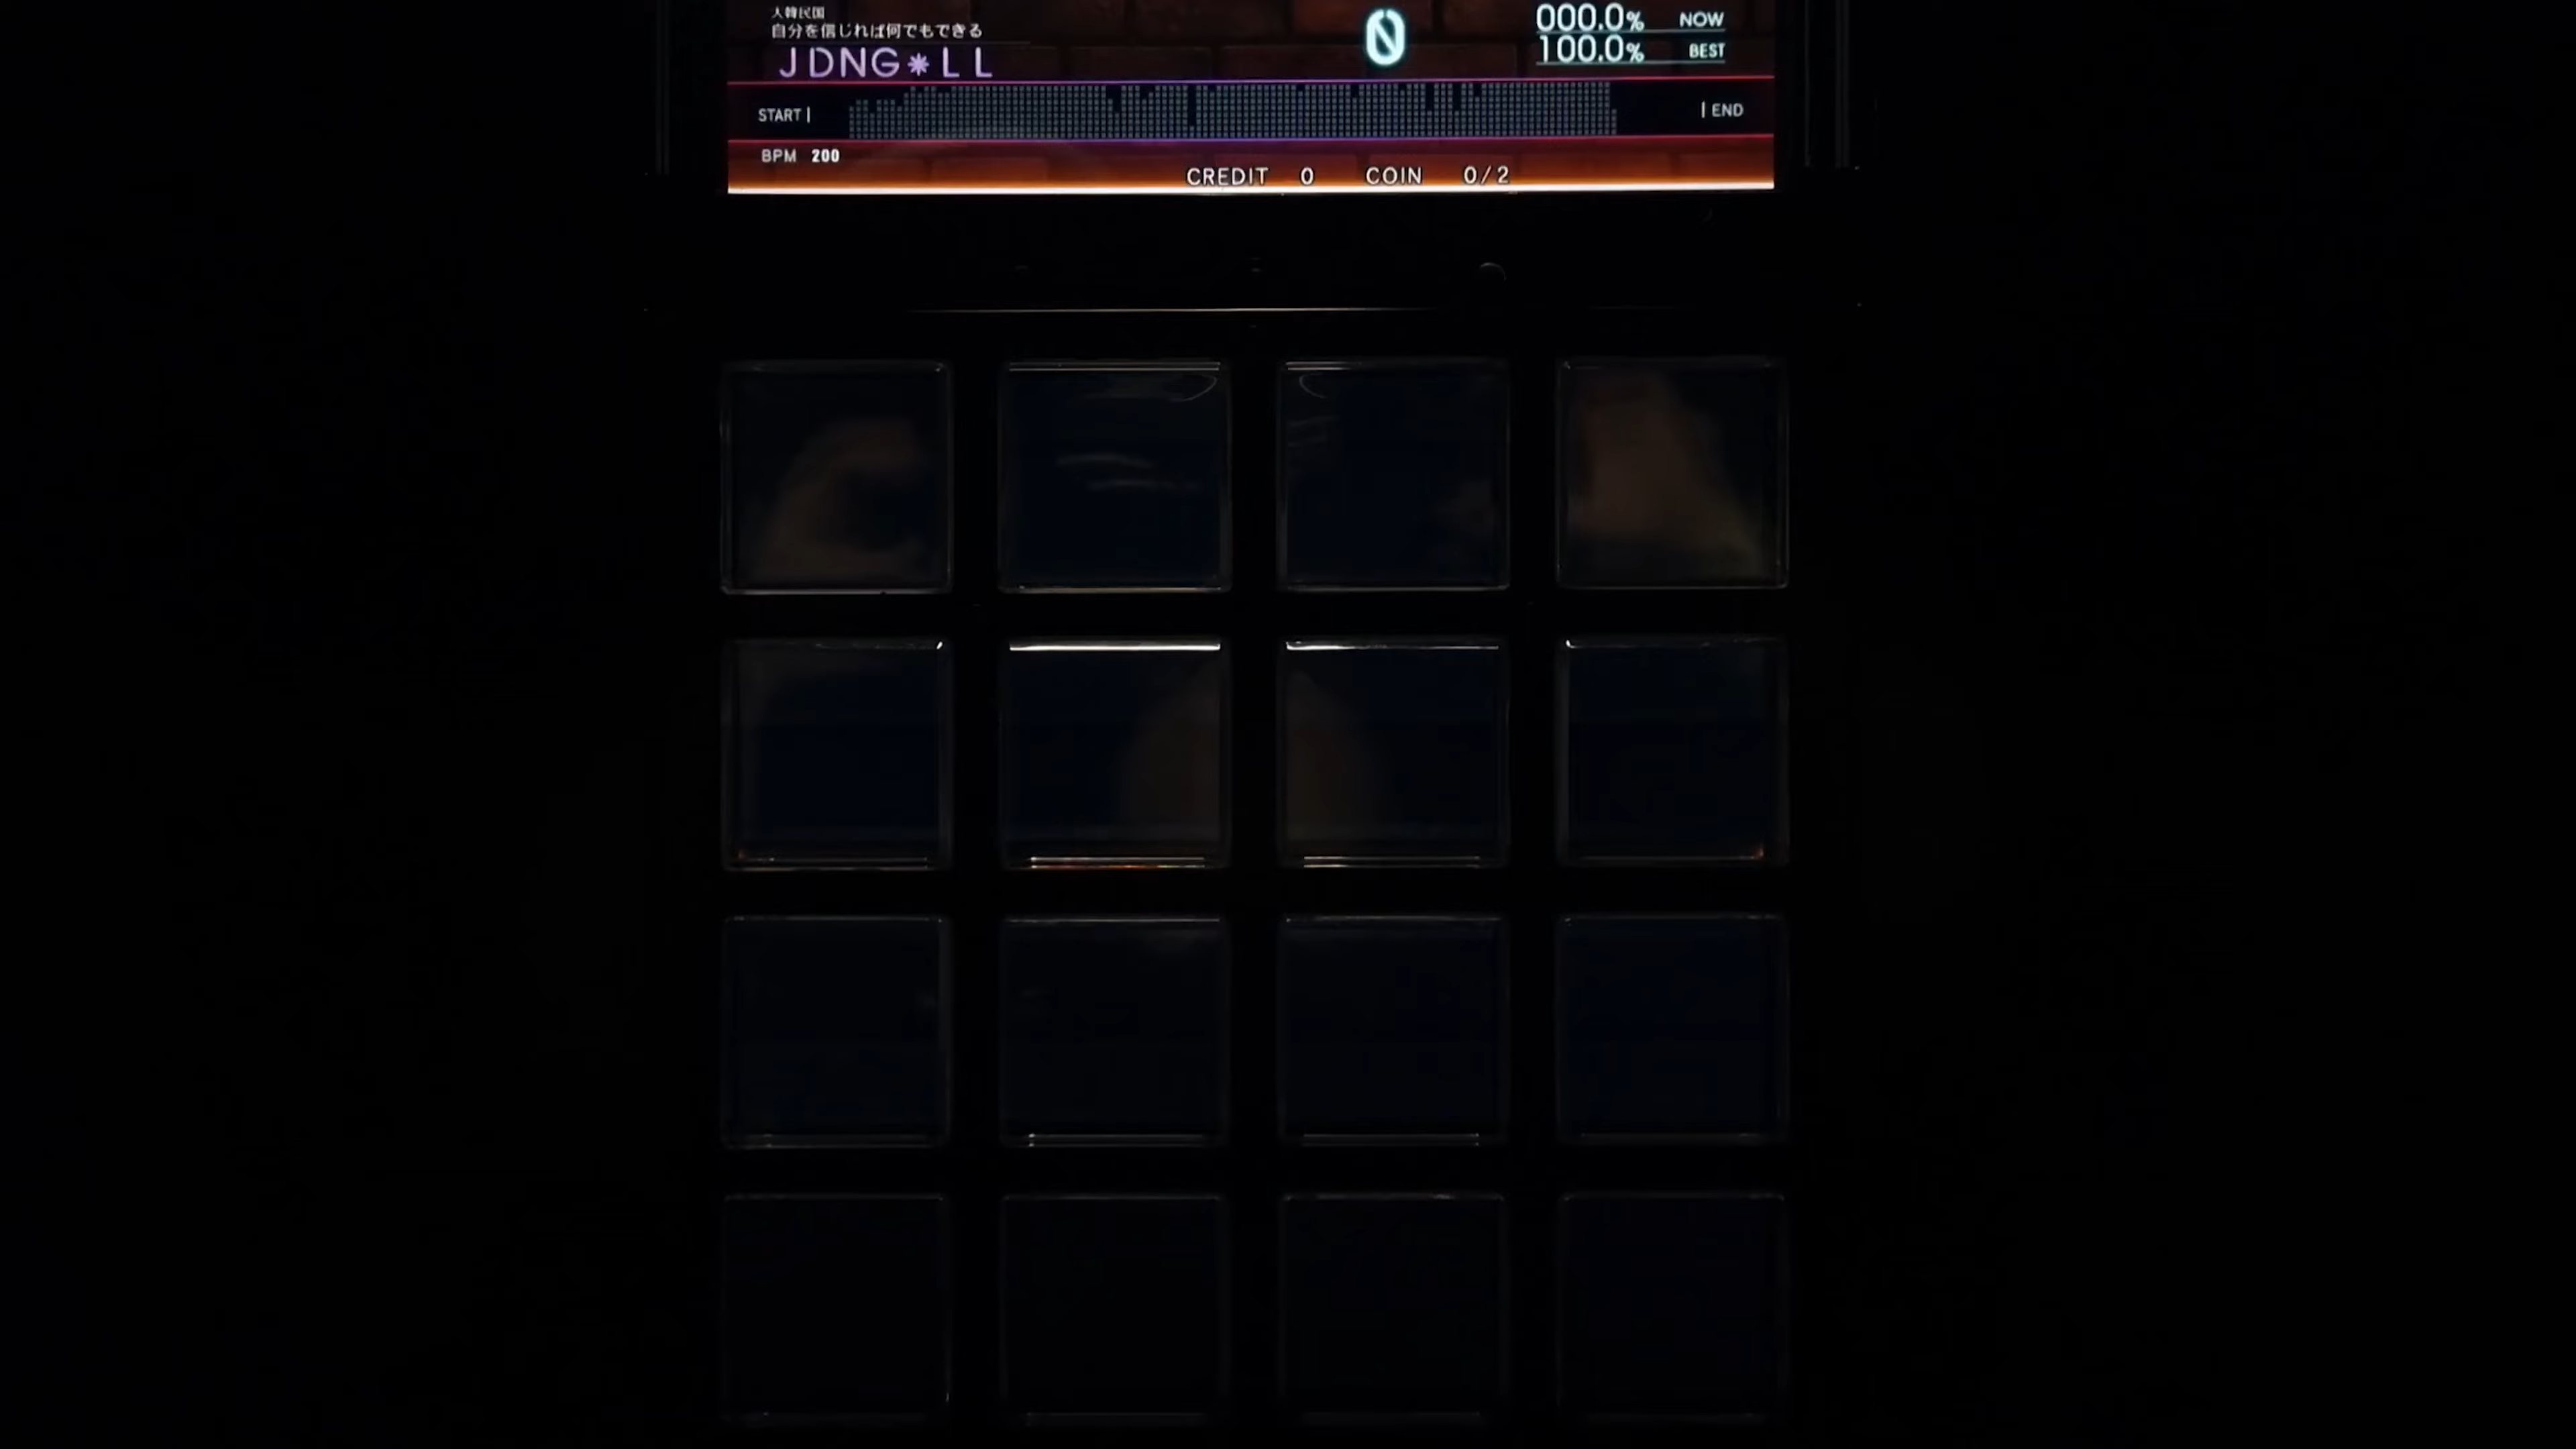 大韓民国
自分を信じれば何でもできる
JDNG*LL
0
000.0% NOW
100.0% BEST
START
END
BPM 200
CREDIT 0 COIN 0/2